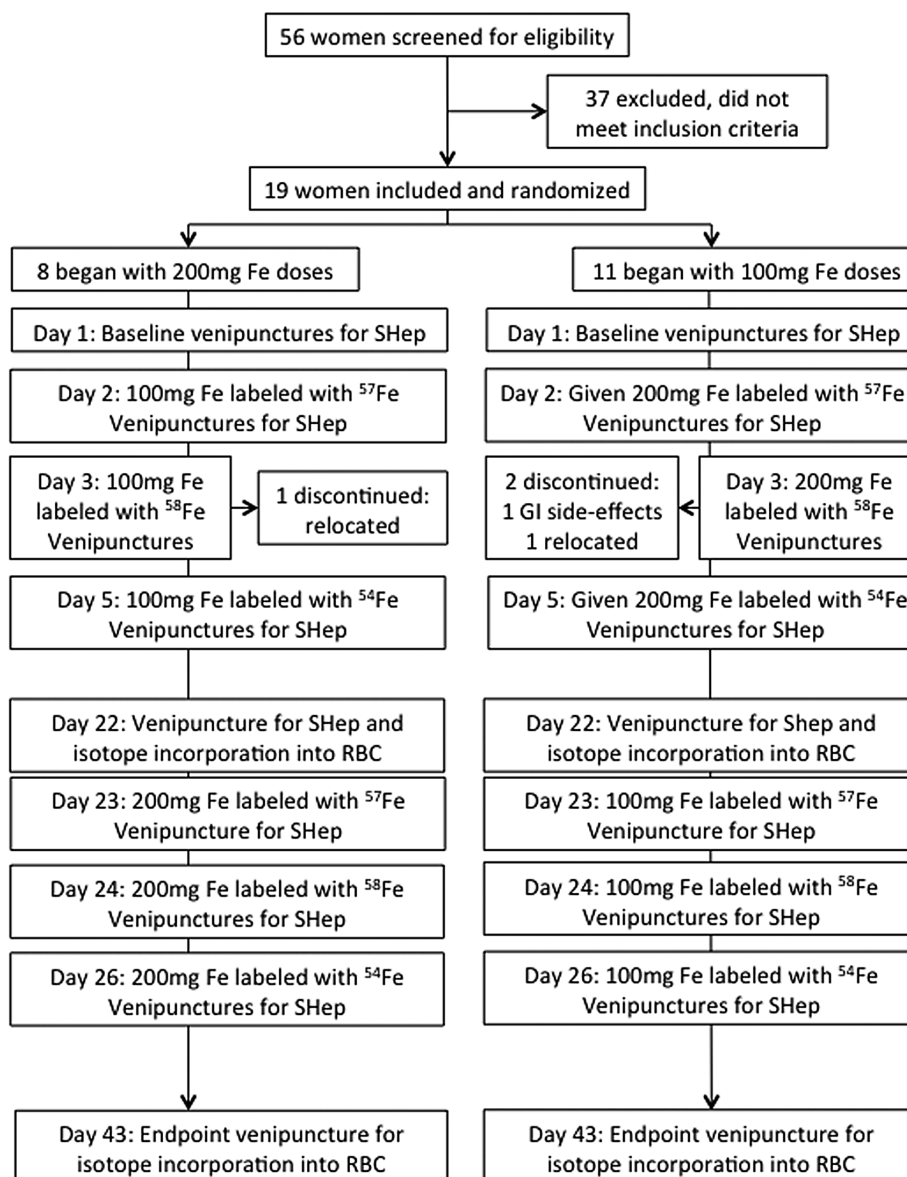 56 women screened for eligibility
37 excluded, did not
meet inclusion criteria
19 women included and randomized
8 began with 200mg Fe doses
Day 1: Baseline venipunctures for SHep
Day 2: 100mg Fe labeled with ⁵⁷Fe
Venipunctures for SHep
Day 3: 100mg Fe
labeled with ⁵⁸Fe
Venipunctures
1 discontinued:
relocated
Day 5: 100mg Fe labeled with ⁵⁴Fe
Venipunctures for SHep
Day 22: Venipuncture for SHep and
isotope incorporation into RBC
Day 23: 200mg Fe labeled with ⁵⁷Fe
Venipuncture for SHep
Day 24: 200mg Fe labeled with ⁵⁸Fe
Venipunctures for SHep
Day 26: 200mg Fe labeled with ⁵⁴Fe
Venipunctures for SHep
Day 43: Endpoint venipuncture for
isotope incorporation into RBC
11 began with 100mg Fe doses
Day 1: Baseline venipunctures for SHep
Day 2: Given 200mg Fe labeled with ⁵⁷Fe
Venipunctures for SHep
2 discontinued:
1 GI side-effects
1 relocated
Day 3: 200mg Fe
labeled with ⁵⁸Fe
Venipunctures
Day 5: Given 200mg Fe labeled with ⁵⁴Fe
Venipunctures for SHep
Day 22: Venipuncture for Shep and
isotope incorporation into RBC
Day 23: 100mg Fe labeled with ⁵⁷Fe
Venipuncture for SHep
Day 24: 100mg Fe labeled with ⁵⁸Fe
Venipunctures for SHep
Day 26: 100mg Fe labeled with ⁵⁴Fe
Venipunctures for SHep
Day 43: Endpoint venipuncture for
isotope incorporation into RBC